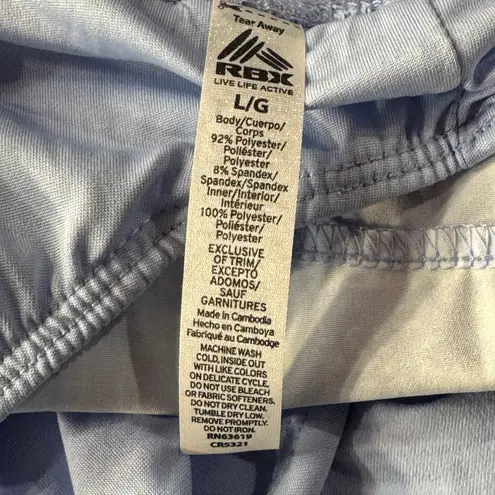 Tear Away
RBX
LIVE LIFE ACTIVE
L/G
Body/Cuerpo/
Corps
92% Polyester/
Poliéster/
Polyester
8% Spandex/
Spandex/Spandex
Inner/Interior/
Intérieur
100% Polyester/
Poliéster/
Polyester
EXCLUSIVE
OF TRIM/
EXCEPTO
ADOMOS/
SAUF
GARNITURES
Made in Cambodia
Hecho en Camboya
Fabriqué au Cambodge
MACHINE WASH
COLD, INSIDE OUT
WITH LIKE COLORS
ON DELICATE CYCLE.
DO NOT USE BLEACH
OR FABRIC SOFTENERS.
DO NOT DRY CLEAN.
TUMBLE DRY LOW.
REMOVE PROMPTLY.
DO NOT IRON.
RN63619
CR5321